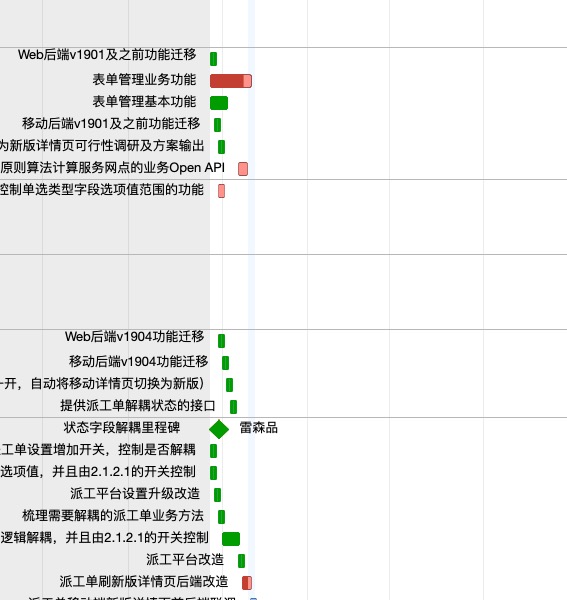 Web后端v1901及之前功能迁移
表单管理业务功能
表单管理基本功能
移动后端v1901及之前功能迁移
为新版详情页可行性调研及方案输出
原则算法计算服务网点的业务Open API
控制单选类型字段选项值范围的功能
Web后端v1904功能迁移
移动后端v1904功能迁移
一开，自动将移动详情页切换为新版）
提供派工单解耦状态的接口
状态字段解耦里程碑 雷森品
工单设置增加开关，控制是否解耦
选项值，并且由2.1.2.1的开关控制
派工平台设置升级改造
梳理需要解耦的派工单业务方法
逻辑解耦，并且由2.1.2.1的开关控制
派工平台改造
派工单刷新版详情页后端改造